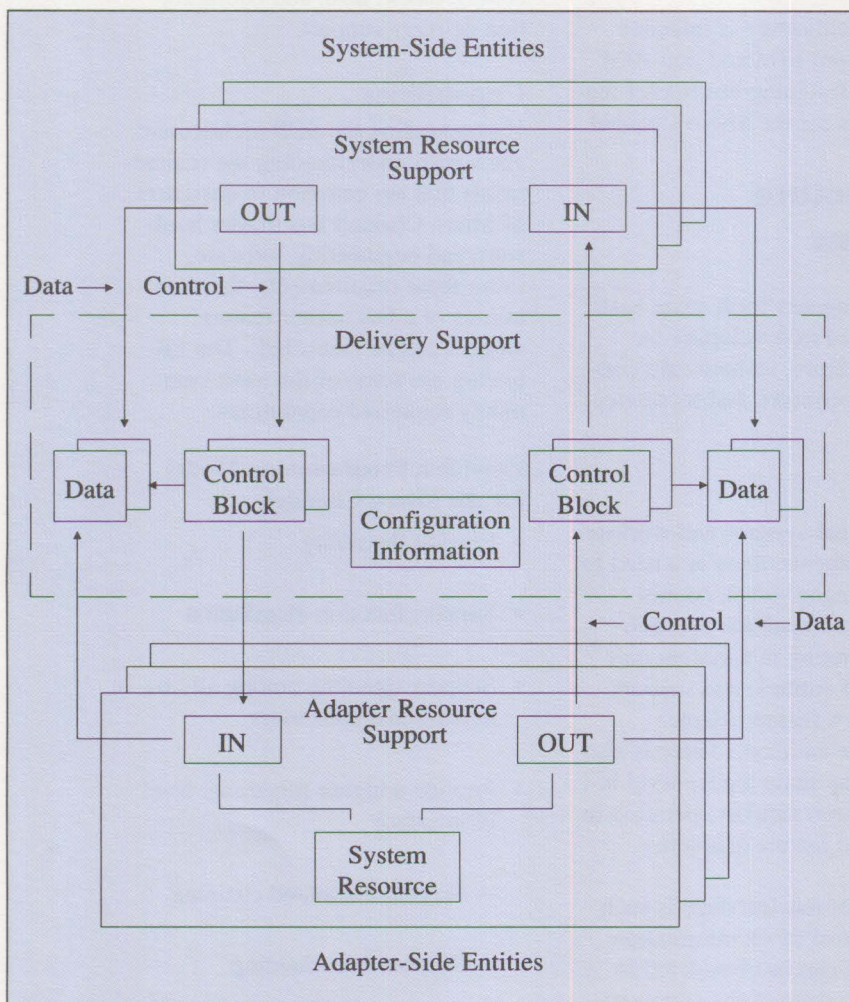 System-Side Entities
System Resource
Support
OUT
IN
Data
Control
Delivery Support
Data
Control
Block
Control
Block
Data
Configuration
Information
Control
Data
Adapter Resource
Support
IN
OUT
System
Resource
Adapter-Side Entities